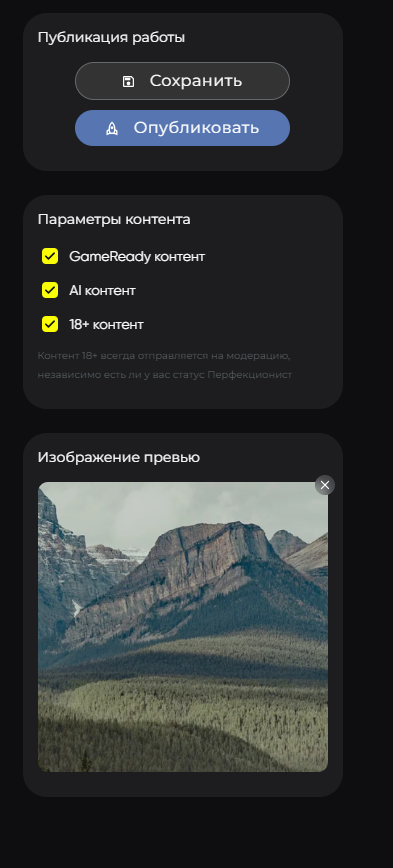 Публикация работы
Сохранить
Опубликовать
Параметры контента
GameReady контент
AI контент
18+ контент
Контент 18+ всегда отправляется на модерацию,
независимо есть ли у вас статус Перфекционист
Изображение превью